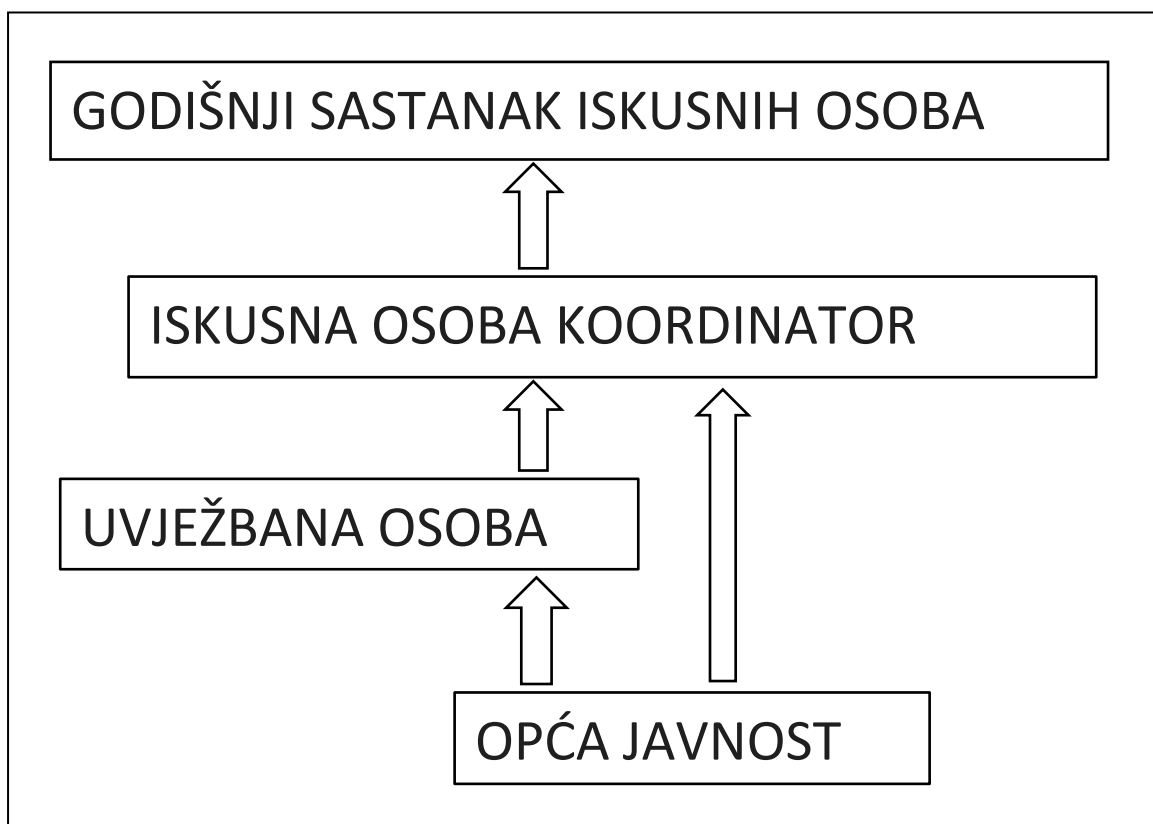 GODIŠNJI SASTANAK ISKUSNIH OSOBA
ISKUSNA OSOBA KOORDINATOR
UVJEŽBANA OSOBA
OPĆA JAVNOST